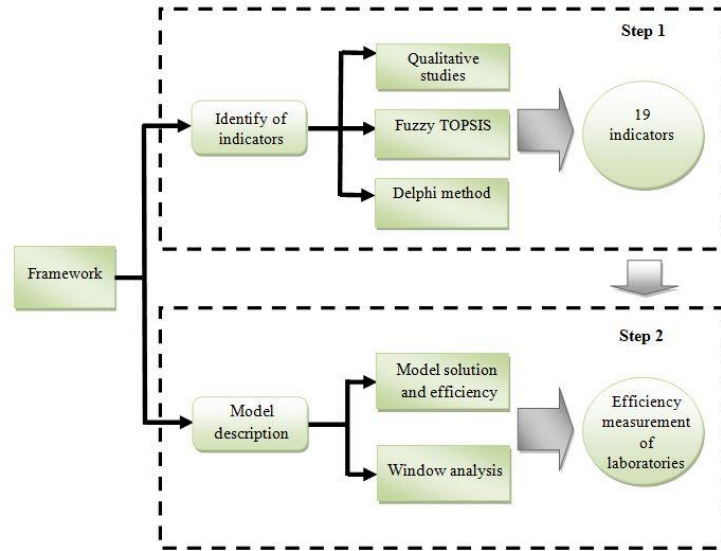 Step 1
Qualitative
studies
Identify of
indicators
Fuzzy TOPSIS
19
indicators
Delphi method
Framework
Step 2
Model solution
and efficiency
Model
description
Efficiency
measurement
of
laboratories
Window analysis